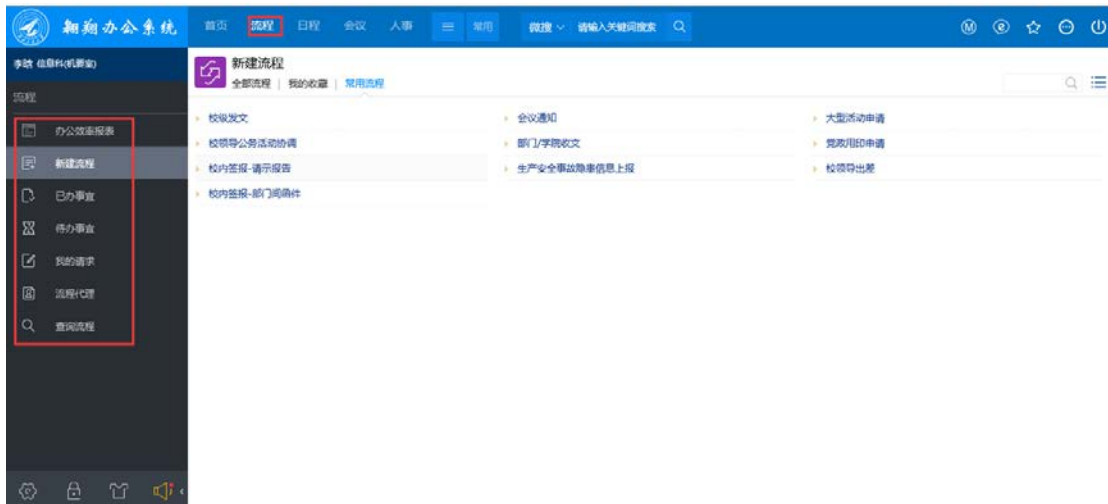 翱翔办公系统 首页 流程 日程 会议 人事 常用 微搜 请输入关键词搜索
李晗 信息科(机要室)
流程
办公效率报表
新建流程
已办事宜
待办事宜
我的请求
流程代理
查询流程
新建流程
全部流程 | 我的收藏 | 常用流程
校级发文 会议通知 大型活动申请
校领导公务活动协调 部门/学院收文 党政用印申请
校内签报-请示报告 生产安全事故隐患信息上报 校领导出差
校内签报-部门间函件